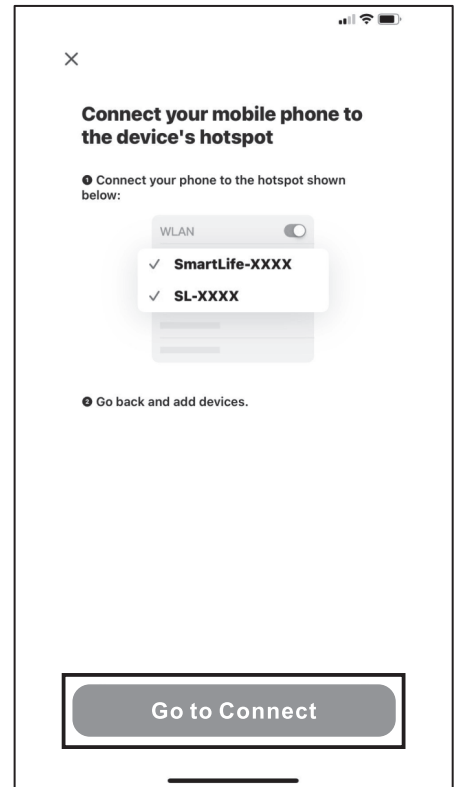 Connect your mobile phone to
the device's hotspot
❶ Connect your phone to the hotspot shown
below:
WLAN
✓ SmartLife-XXXX
✓ SL-XXXX
❷ Go back and add devices.
Go to Connect